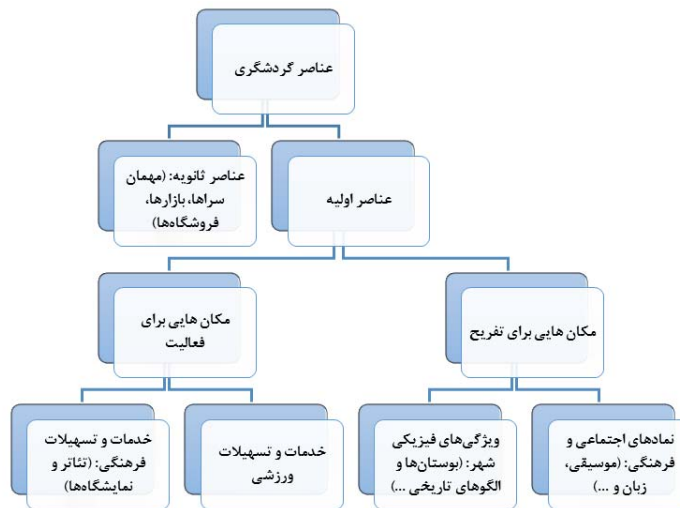 عناصر گردشگری
عناصر اولیه
عناصر ثانویه: (مهمان
سراها، بازارها،
فروشگاه‌ها)
مکان هایی برای تفریح
مکان هایی برای
فعالیت
نمادهای اجتماعی و
فرهنگی: (موسیقی،
زبان و ...)
ویژگی‌های فیزیکی
شهر: (بوستان‌ها و
الگوهای تاریخی ...)
خدمات و تسهیلات
ورزشی
خدمات و تسهیلات
فرهنگی: (تئاتر و
نمایشگاه‌ها)